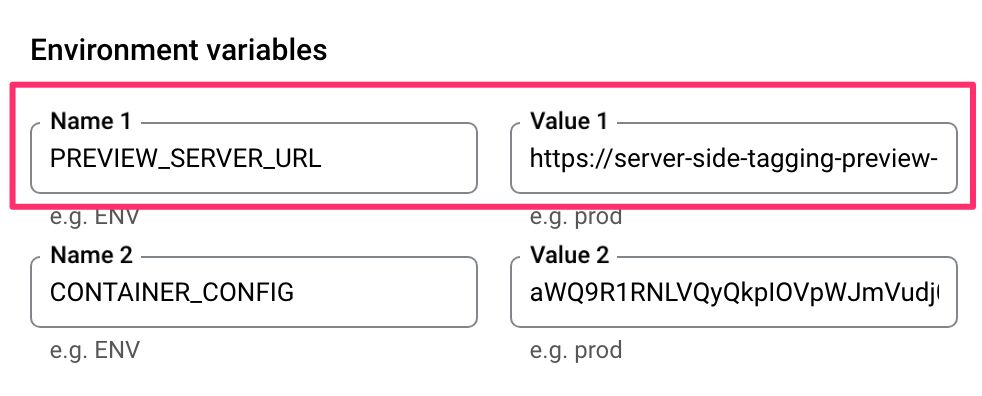 Environment variables
Name 1 Value 1
PREVIEW_SERVER_URL https://server-side-tagging-preview-
e.g. ENV e.g. prod
Name 2 Value 2
CONTAINER_CONFIG
e.g. ENV e.g. prod